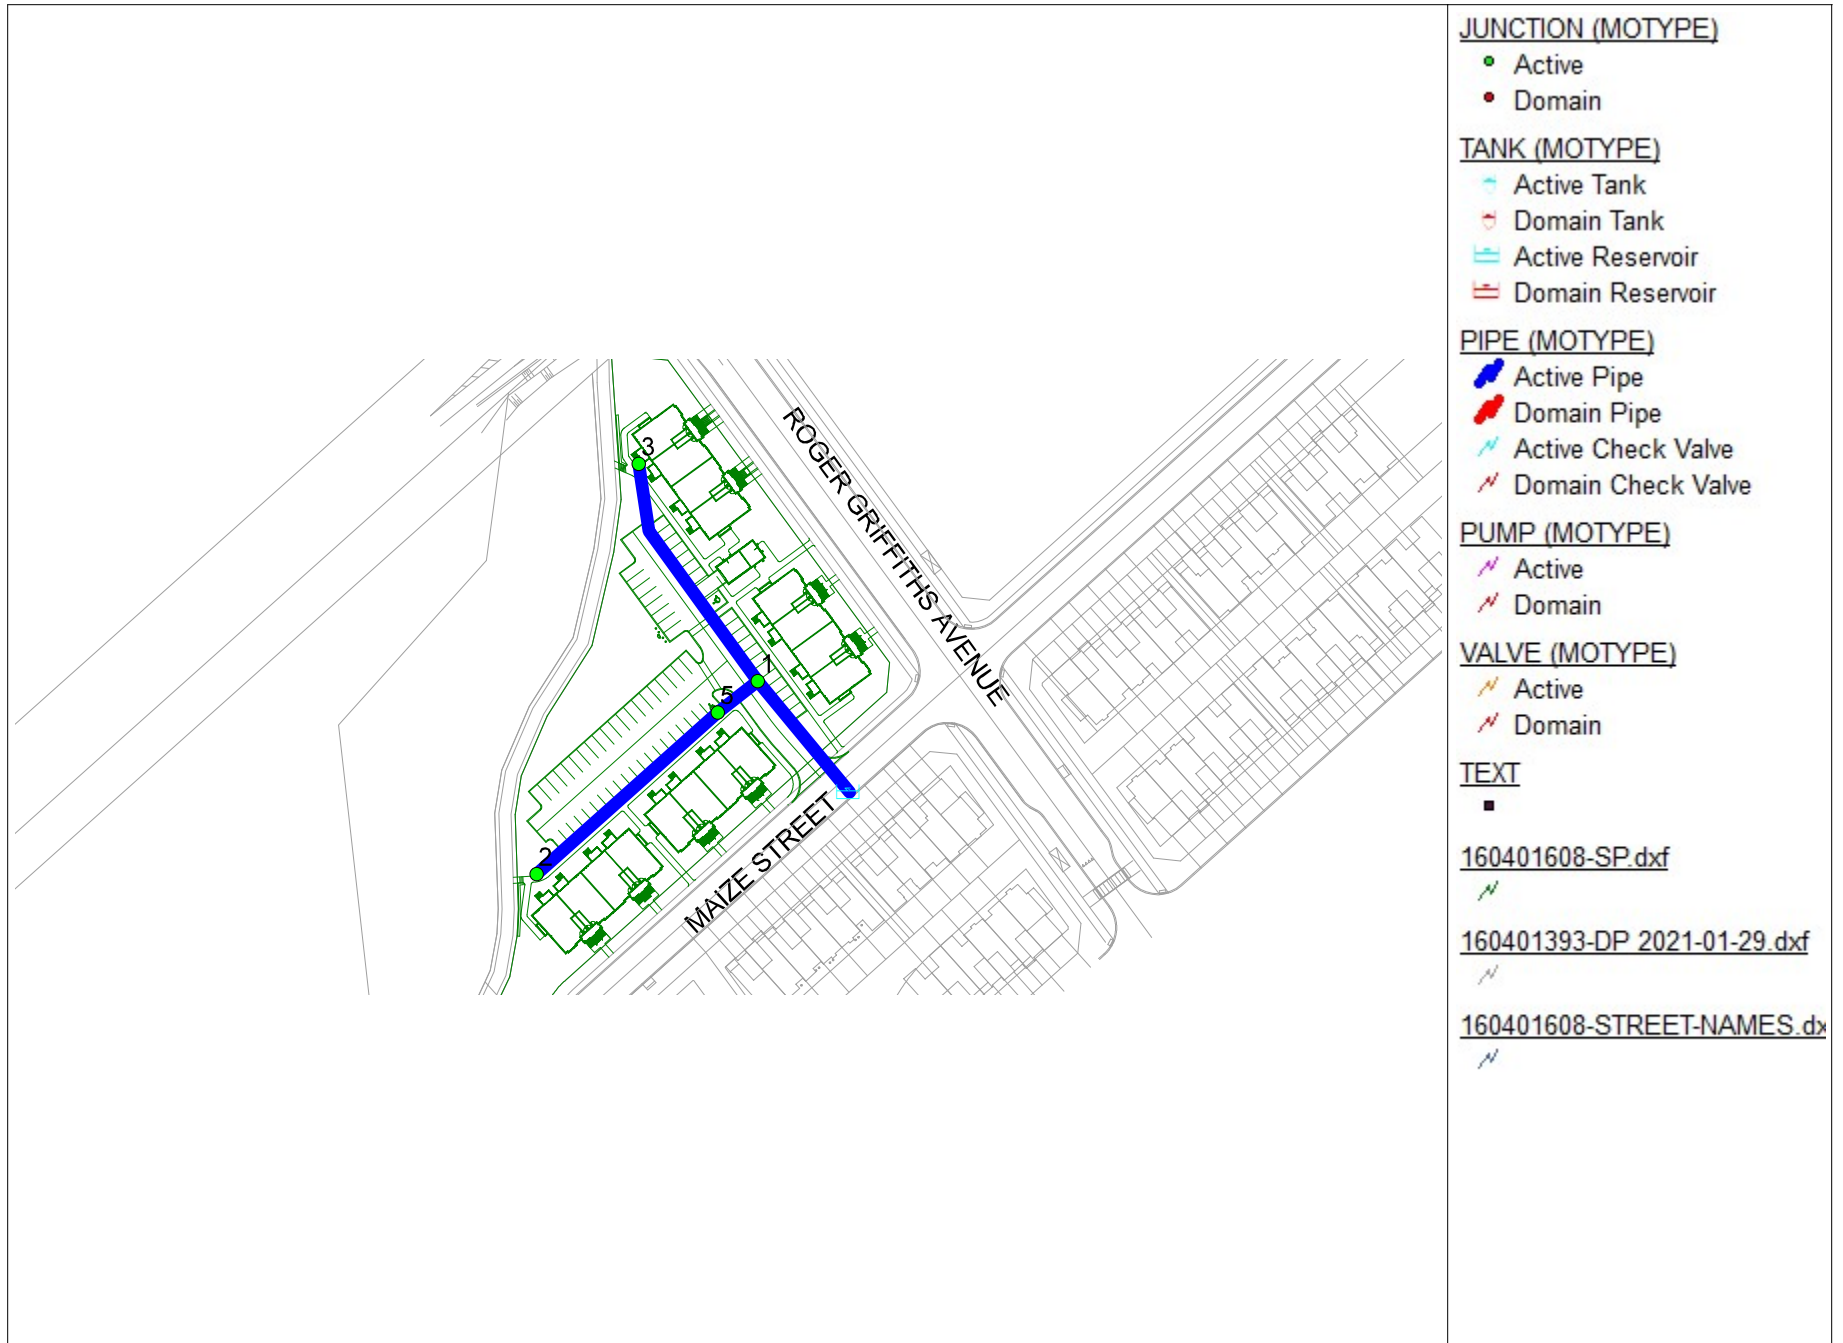 3
1
5
2
ROGER GRIFFITHS AVENUE
MAIZE STREET
JUNCTION (MOTYPE)
Active
Domain
TANK (MOTYPE)
Active Tank
Domain Tank
Active Reservoir
Domain Reservoir
PIPE (MOTYPE)
Active Pipe
Domain Pipe
Active Check Valve
Domain Check Valve
PUMP (MOTYPE)
Active
Domain
VALVE (MOTYPE)
Active
Domain
TEXT
160401608-SP.dxf
160401393-DP 2021-01-29.dxf
160401608-STREET-NAMES.dx